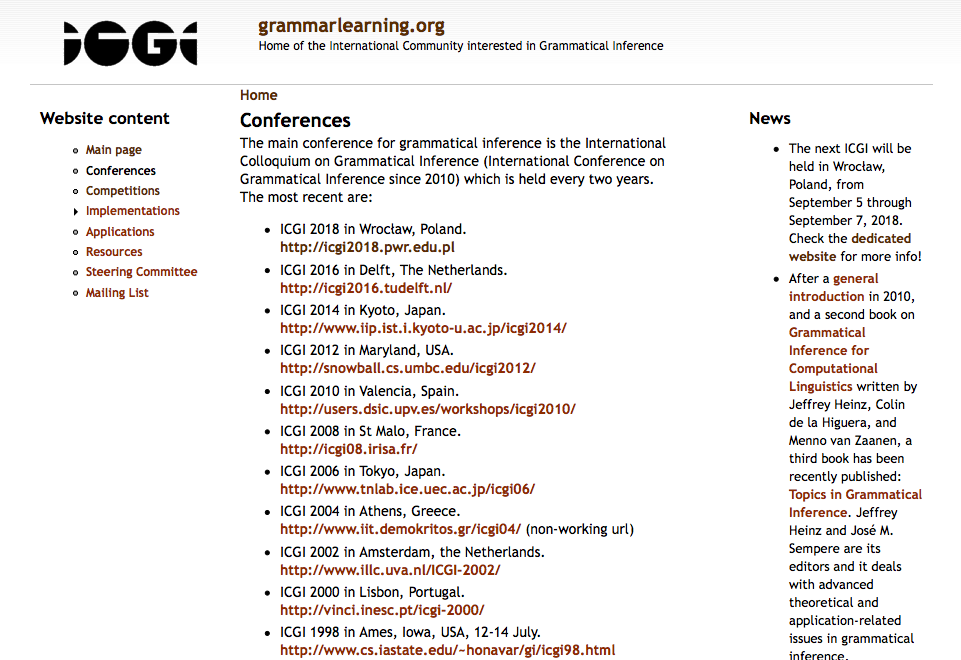 iCGi
grammarlearning.org
Home of the International Community interested in Grammatical Inference
Website content
Main page
Conferences
Competitions
Implementations
Applications
Resources
Steering Committee
Mailing List
Home
Conferences
The main conference for grammatical inference is the International
Colloquium on Grammatical Inference (International Conference on
Grammatical Inference since 2010) which is held every two years.
The most recent are:
ICGI 2018 in Wrocław, Poland.
http://icgi2018.pwr.edu.pl
ICGI 2016 in Delft, The Netherlands.
http://icgi2016.tudelft.nl/
ICGI 2014 in Kyoto, Japan.
http://www.iip.ist.i.kyoto-u.ac.jp/icgi2014/
ICGI 2012 in Maryland, USA.
http://snowball.cs.umbc.edu/icgi2012/
ICGI 2010 in Valencia, Spain.
http://users.dsic.upv.es/workshops/icgi2010/
ICGI 2008 in St Malo, France.
http://icgi08.irisa.fr/
ICGI 2006 in Tokyo, Japan.
http://www.tnlab.ice.uec.ac.jp/icgi06/
ICGI 2004 in Athens, Greece.
http://www.iit.demokritos.gr/icgi04/ (non-working url)
ICGI 2002 in Amsterdam, the Netherlands.
http://www.illc.uva.nl/ICGI-2002/
ICGI 2000 in Lisbon, Portugal.
http://vinci.inesc.pt/icgi-2000/
ICGI 1998 in Ames, Iowa, USA, 12-14 July.
http://www.cs.iastate.edu/~honavar/gi/icgi98.html
News
The next ICGI will be
held in Wrocław,
Poland, from
September 5 through
September 7, 2018.
Check the dedicated
website for more info!
After a general
introduction in 2010,
and a second book on
Grammatical
Inference for
Computational
Linguistics written by
Jeffrey Heinz, Colin
de la Higuera, and
Menno van Zaanen, a
third book has been
recently published:
Topics in Grammatical
Inference. Jeffrey
Heinz and José M.
Sempere are its
editors and it deals
with advanced
theoretical and
application-related
issues in grammatical
inference.